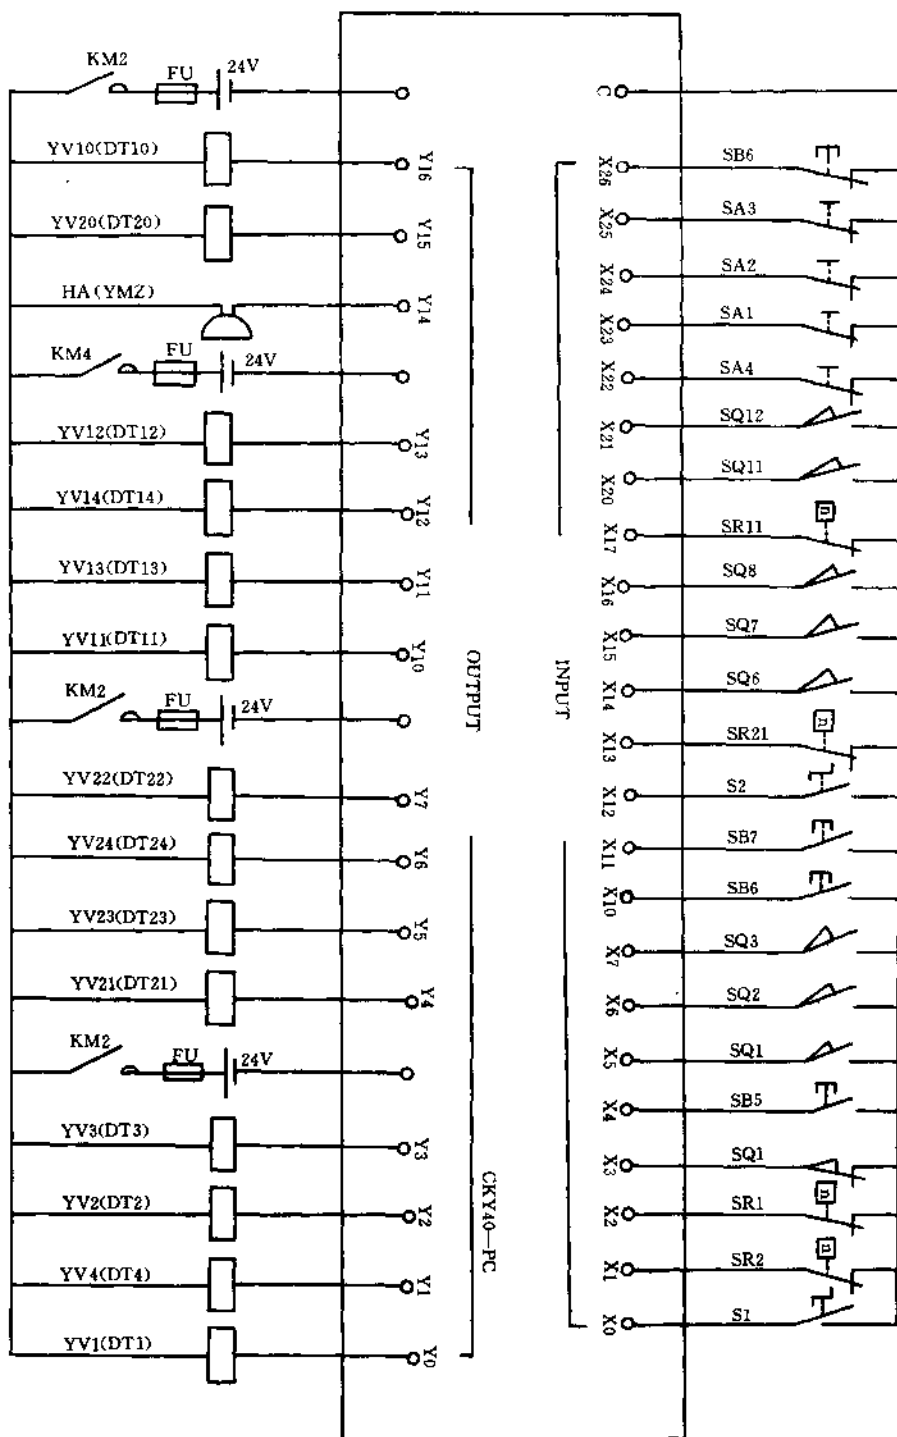 KM2
FU
24V
C
YV10(DT10)
Y16
X26
SB6
YV20(DT20)
Y15
X25
SA3
HA(YMZ)
Y14
X24
SA2
X23
SA1
KM4
FU
24V
X22
SA4
YV12(DT12)
Y13
X21
SQ12
YV14(DT14)
Y12
X20
SQ11
X17
SR11
YV13(DT13)
Y11
X16
SQ8
YV11(DT11)
Y10
X15
SQ7
OUTPUT
INPUT
KM2
FU
24V
X14
SQ6
X13
SR21
YV22(DT22)
Y7
X12
S2
YV24(DT24)
Y6
X11
SB7
X10
SB6
YV23(DT23)
Y5
X7
SQ3
YV21(DT21)
Y4
X6
SQ2
KM2
FU
24V
X5
SQ1
X4
SB5
YV3(DT3)
Y3
X3
SQ1
CKY40—PC
YV2(DT2)
Y2
X2
SR1
YV4(DT4)
Y1
X1
SR2
YV1(DT1)
Y0
X0
S1